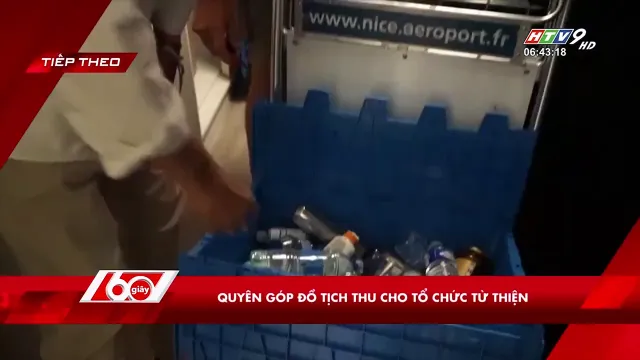 www.nice.aeroport.fr
HTV9 HD
06:43:18
TIẾP THEO
60 giây
QUYÊN GÓP ĐỒ TỊCH THU CHO TỔ CHỨC TỪ THIỆN